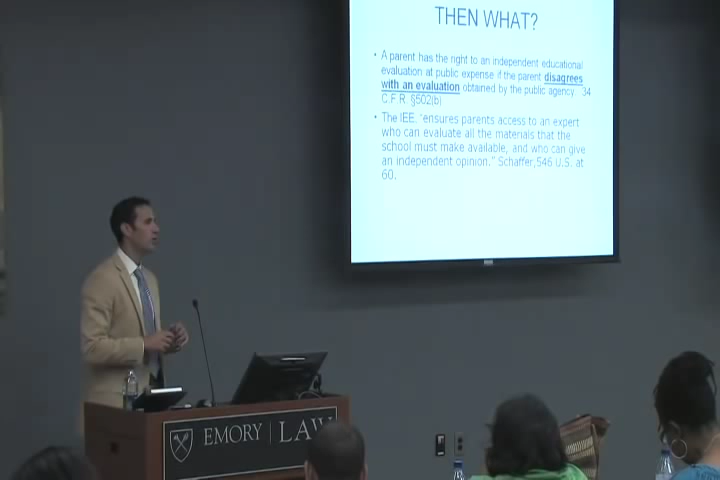 THEN WHAT?
• A parent has the right to an independent educational
evaluation at public expense if the parent disagrees
with an evaluation obtained by the public agency. 34
C.F.R. §502(b)
• The IEE. "ensures parents access to an expert
who can evaluate all the materials that the
school must make available, and who can give
an independent opinion." Schaffer,546 U.S. at
60.
EMORY | LAW